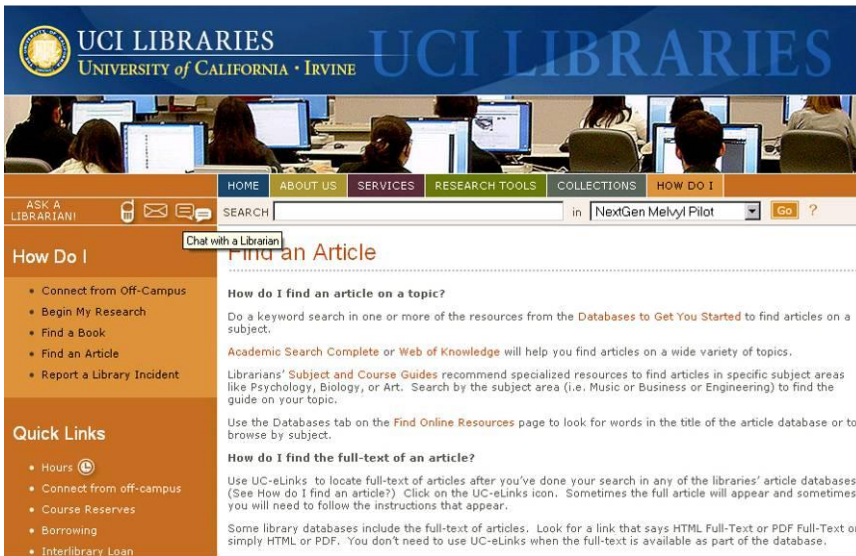 UCI LIBRARIES
UNIVERSITY of CALIFORNIA · IRVINE
UCI LIBRARIES
HOME ABOUT US SERVICES RESEARCH TOOLS COLLECTIONS HOW DO I
ASK A
LIBRARIAN!
SEARCH in NextGen Melvyl Pilot Go ?
Chat with a Librarian
How Do I
• Connect from Off-Campus
• Begin My Research
• Find a Book
• Find an Article
• Report a Library Incident
Quick Links
• Hours
• Connect from off-campus
• Course Reserves
• Borrowing
• Interlibrary Loan
Find an Article
How do I find an article on a topic?
Do a keyword search in one or more of the resources from the Databases to Get You Started to find articles on a
subject.
Academic Search Complete or Web of Knowledge will help you find articles on a wide variety of topics.
Librarians' Subject and Course Guides recommend specialized resources to find articles in specific subject areas
like Psychology, Biology, or Art. Search by the subject area (i.e. Music or Business or Engineering) to find the
guide on your topic.
Use the Databases tab on the Find Online Resources page to look for words in the title of the article database or to
browse by subject.
How do I find the full-text of an article?
Use UC-eLinks to locate full-text of articles after you've done your search in any of the libraries' article databases
(See How do I find an article?) Click on the UC-eLinks icon. Sometimes the full article will appear and sometimes
you will need to follow the instructions that appear.
Some library databases include the full-text of articles. Look for a link that says HTML Full-Text or PDF Full-Text or
simply HTML or PDF. You don't need to use UC-eLinks when the full-text is available as part of the database.